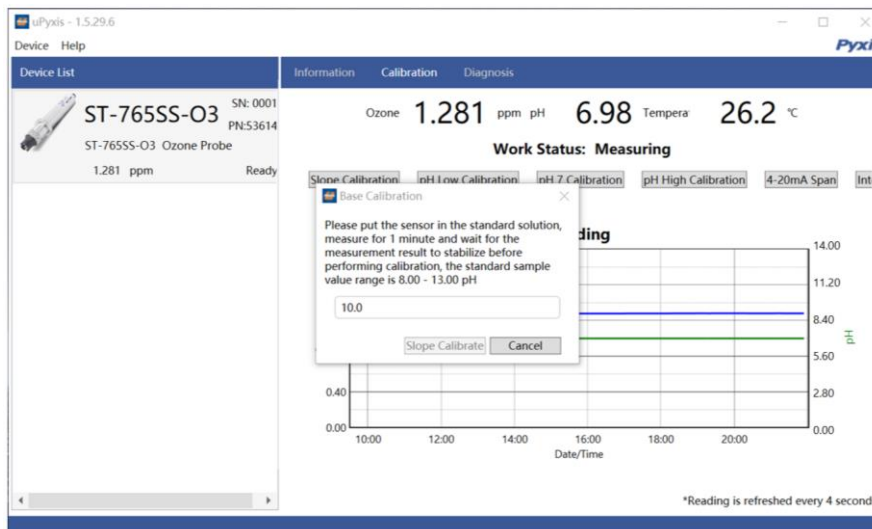 uPyxis - 1.5.29.6
Device Help
Pyxi
Device List
Information Calibration Diagnosis
ST-765SS-O3
SN: 0001
PN:53614
ST-765SS-O3 Ozone Probe
1.281 ppm Ready
Ozone 1.281 ppm pH 6.98 Tempera 26.2 °C
Work Status: Measuring
Slope Calibration pH Low Calibration pH 7 Calibration pH High Calibration 4-20mA Span Int
Base Calibration
Please put the sensor in the standard solution,
measure for 1 minute and wait for the
measurement result to stabilize before
performing calibration, the standard sample
value range is 8.00 - 13.00 pH
10.0
Slope Calibrate Cancel
ding
14.00
11.20
8.40
5.60
2.80
0.00
pH
0.40
0.00
10:00 12:00 14:00 16:00 18:00 20:00
Date/Time
*Reading is refreshed every 4 second